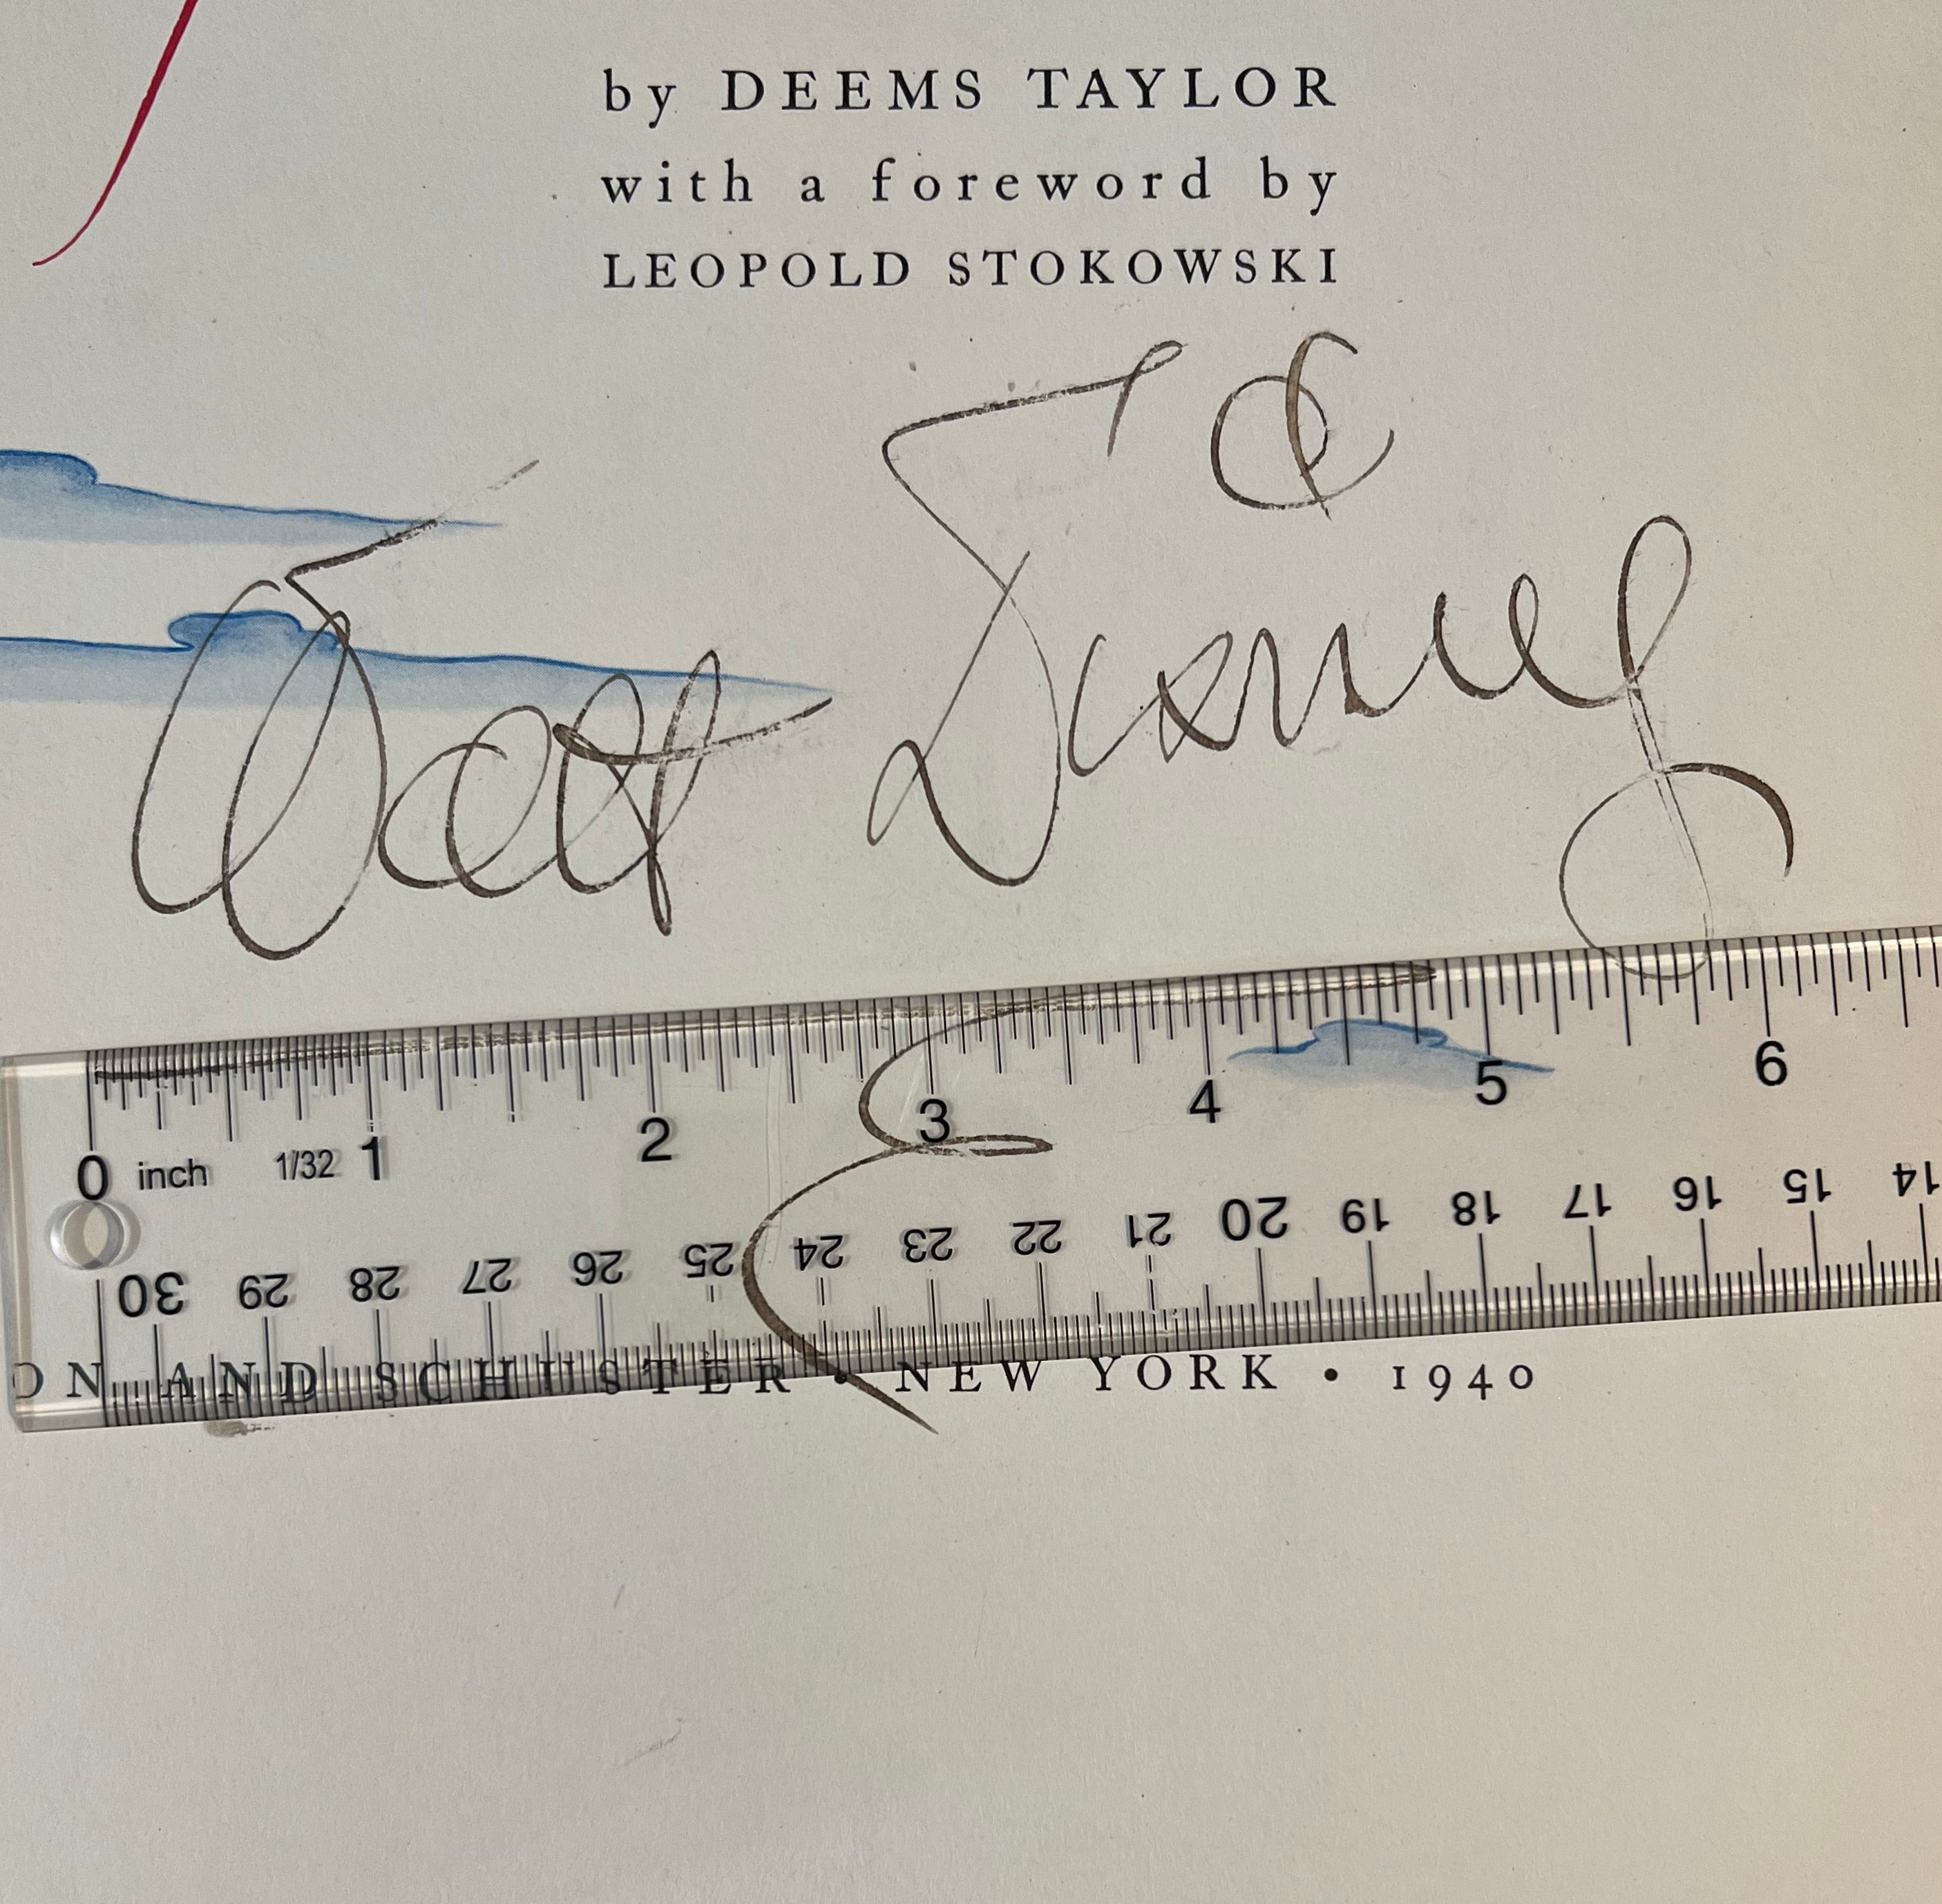 by DEEMS TAYLOR
with a foreword by
LEOPOLD STOKOWSKI
Walt Disney
0 inch 1/32 1 2 3 4 5 6
30 29 28 27 26 25 24 23 22 21 20 19 18 17 16 15 14
ON AND SCHUSTER • NEW YORK • 1940